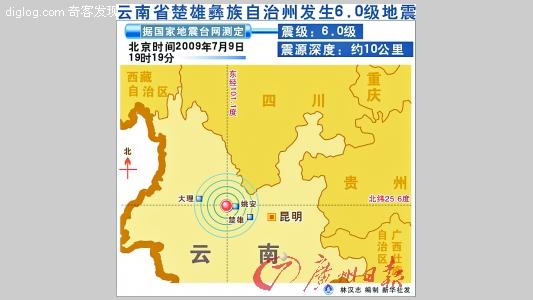 diglog.com 奇客发现
云南省楚雄彝族自治州发生6.0级地震
据国家地震台网测定
北京时间2009年7月9日
19时19分
震级：6.0级
震源深度：约10公里
西藏
自治区
东经101.1度
四 川
重庆
北
贵 州
北纬25.6度
大理
姚安
楚雄
昆明
云 南
广西壮族
自治区
广州日报
林汉志 编制 新华社发